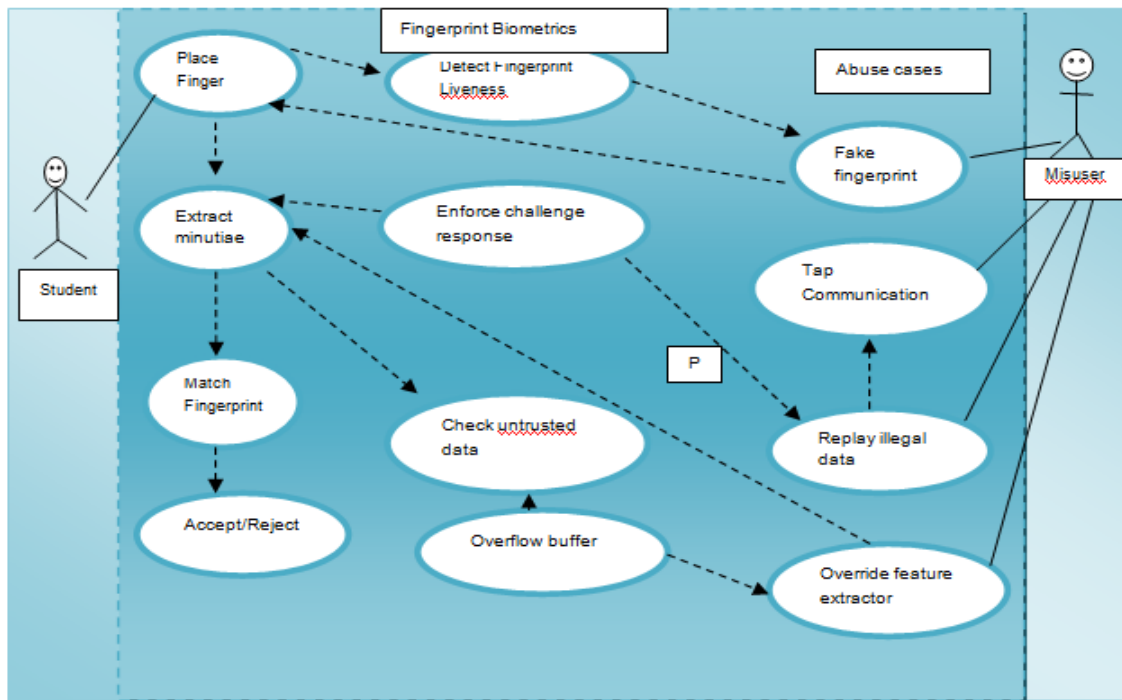 Fingerprint Biometrics
Place
Finger
Detect Fingerprint
Liveness
Abuse cases
Fake
fingerprint
Misuser
Extract
minutiae
Enforce challenge
response
Tap
Communication
Student
P
Match
Fingerprint
Check untrusted
data
Replay illegal
data
Accept/Reject
Overflow buffer
Override feature
extractor